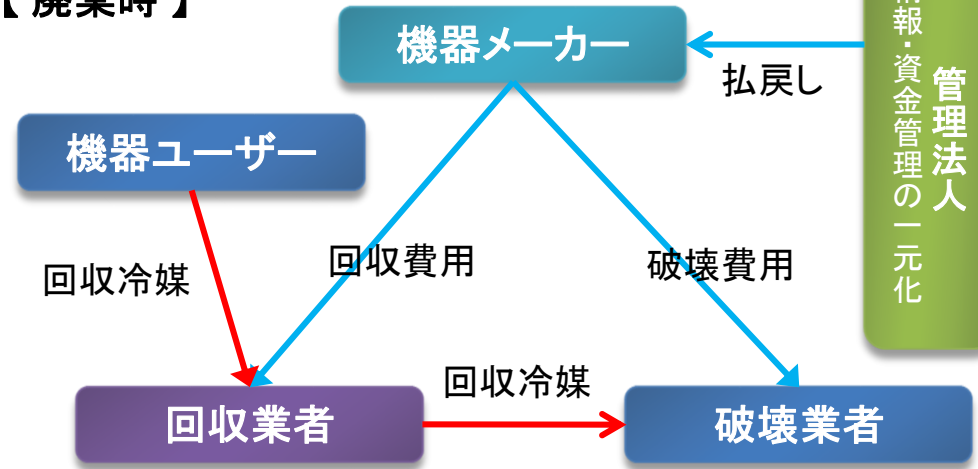 【 廃棄時 】
機器メーカー
払戻し
管理法人
情報・資金管理の一元化
機器ユーザー
回収冷媒
回収費用
破壊費用
回収冷媒
回収業者
破壊業者